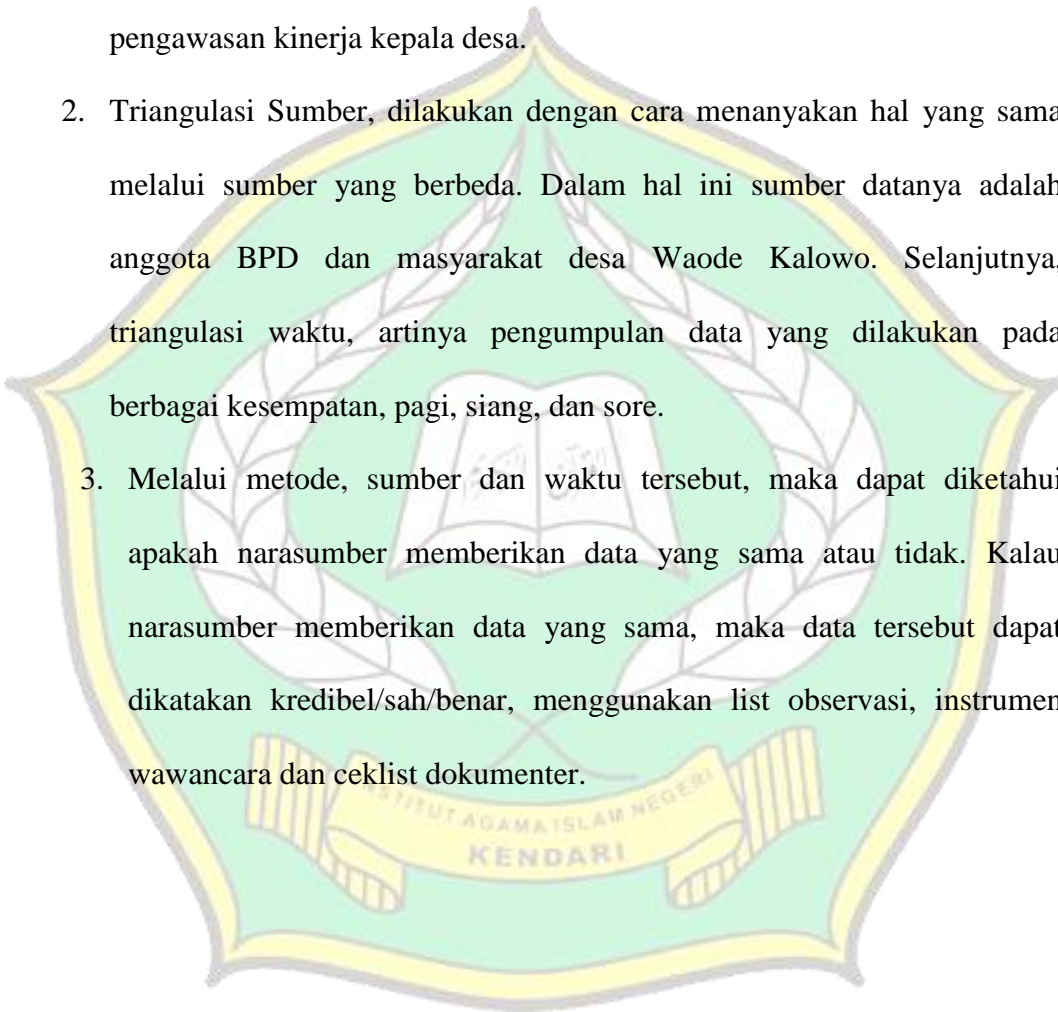 pengawasan kinerja kepala desa.
2. Triangulasi Sumber, dilakukan dengan cara menanyakan hal yang sama
melalui sumber yang berbeda. Dalam hal ini sumber datanya adalah
anggota BPD dan masyarakat desa Waode Kalowo. Selanjutnya,
triangulasi waktu, artinya pengumpulan data yang dilakukan pada
berbagai kesempatan, pagi, siang, dan sore.
3. Melalui metode, sumber dan waktu tersebut, maka dapat diketahui
apakah narasumber memberikan data yang sama atau tidak. Kalau
narasumber memberikan data yang sama, maka data tersebut dapat
dikatakan kredibel/sah/benar, menggunakan list observasi, instrumen
wawancara dan ceklist dokumenter.
INSTITUT AGAMA ISLAM NEGERI
KENDARI